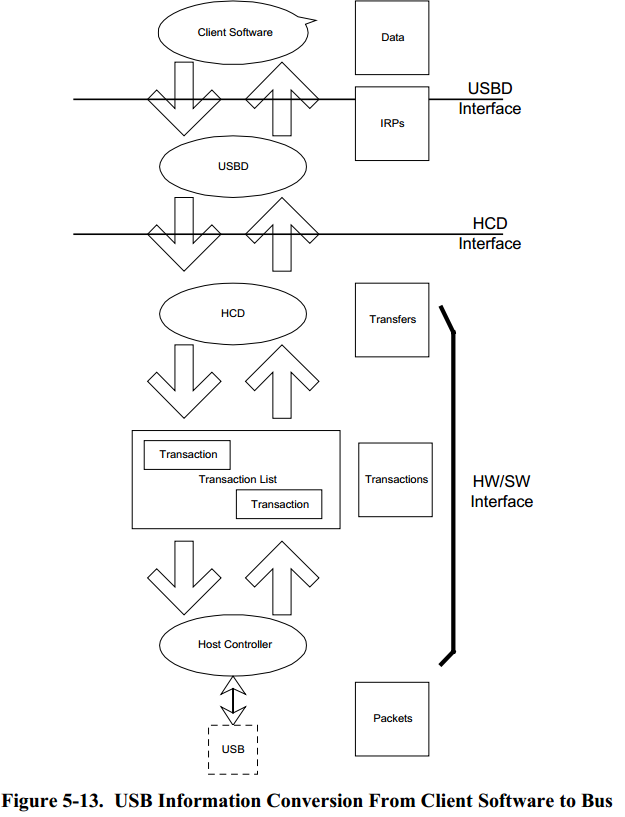 Client Software
Data
USBD
Interface
IRPs
USBD
HCD
Interface
HCD
Transfers
Transaction
Transaction List
Transaction
Transactions
HW/SW
Interface
Host Controller
Packets
USB
Figure 5-13. USB Information Conversion From Client Software to Bus